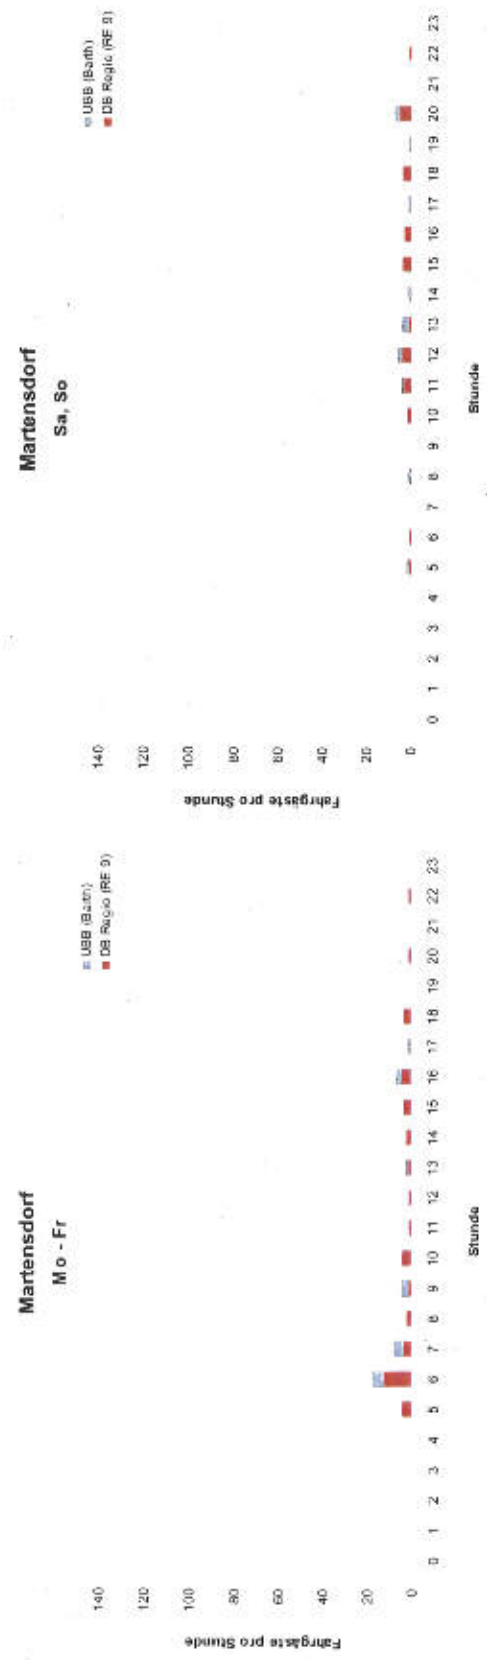 Martensdorf
Mo - Fr
UBB (Barth)
DB Regio (RE 9)
Fahrgäste pro Stunde
140
120
100
80
60
40
20
0
0 1 2 3 4 5 6 7 8 9 10 11 12 13 14 15 16 17 18 19 20 21 22 23
Stunde
Martensdorf
Sa, So
UBB (Barth)
DB Regio (RE 9)
Fahrgäste pro Stunde
140
120
100
80
60
40
20
0
0 1 2 3 4 5 6 7 8 9 10 11 12 13 14 15 16 17 18 19 20 21 22 23
Stunde